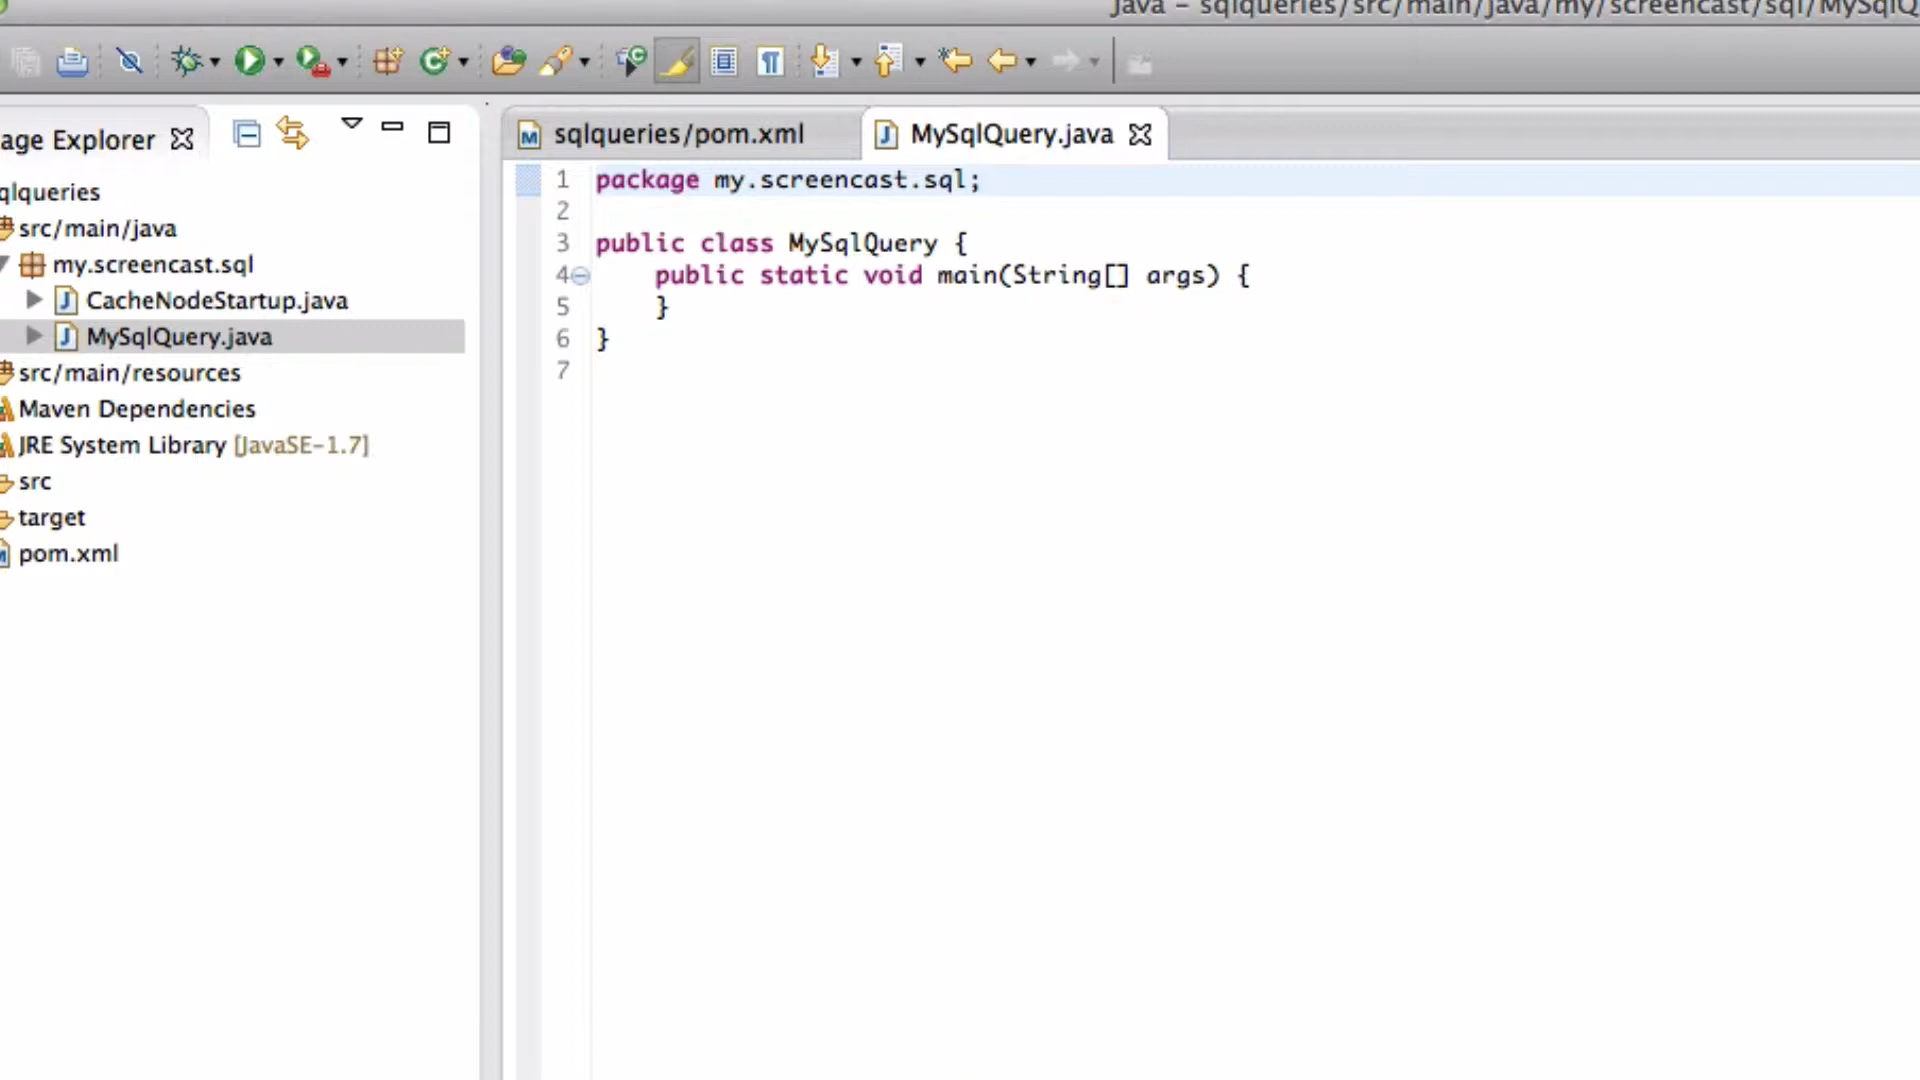 Java - sqlqueries/src/main/java/my/screencast/sql/MySqlQ
age Explorer
sqlqueries/pom.xml
MySqlQuery.java
qlqueries
src/main/java
my.screencast.sql
CacheNodeStartup.java
MySqlQuery.java
src/main/resources
Maven Dependencies
JRE System Library [JavaSE-1.7]
src
target
pom.xml
1 package my.screencast.sql;
2
3 public class MySqlQuery {
4 public static void main(String[] args) {
5 }
6 }
7